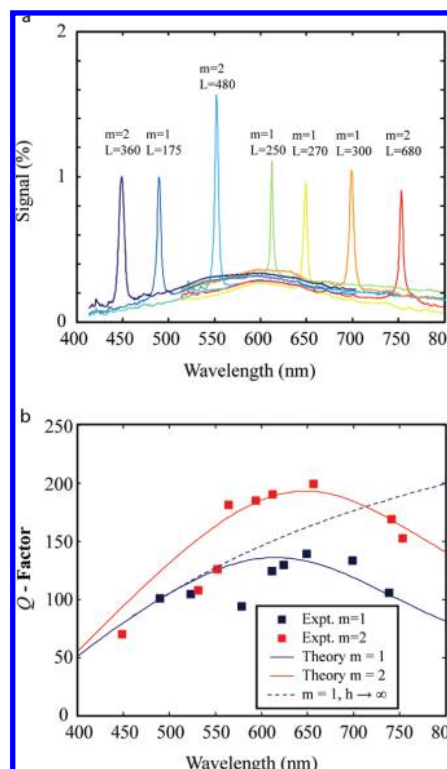 a
2
m=2
L=480
m=2
L=360
m=1
L=175
m=1
L=250
m=1
L=270
m=1
L=300
m=2
L=680
Signal (%)
1
0
400 450 500 550 600 650 700 750 800
Wavelength (nm)
b
250
200
150
100
50
0
Q - Factor
Expt. m=1
Expt. m=2
Theory m = 1
Theory m = 2
m = 1, h → ∞
400 450 500 550 600 650 700 750 800
Wavelength (nm)